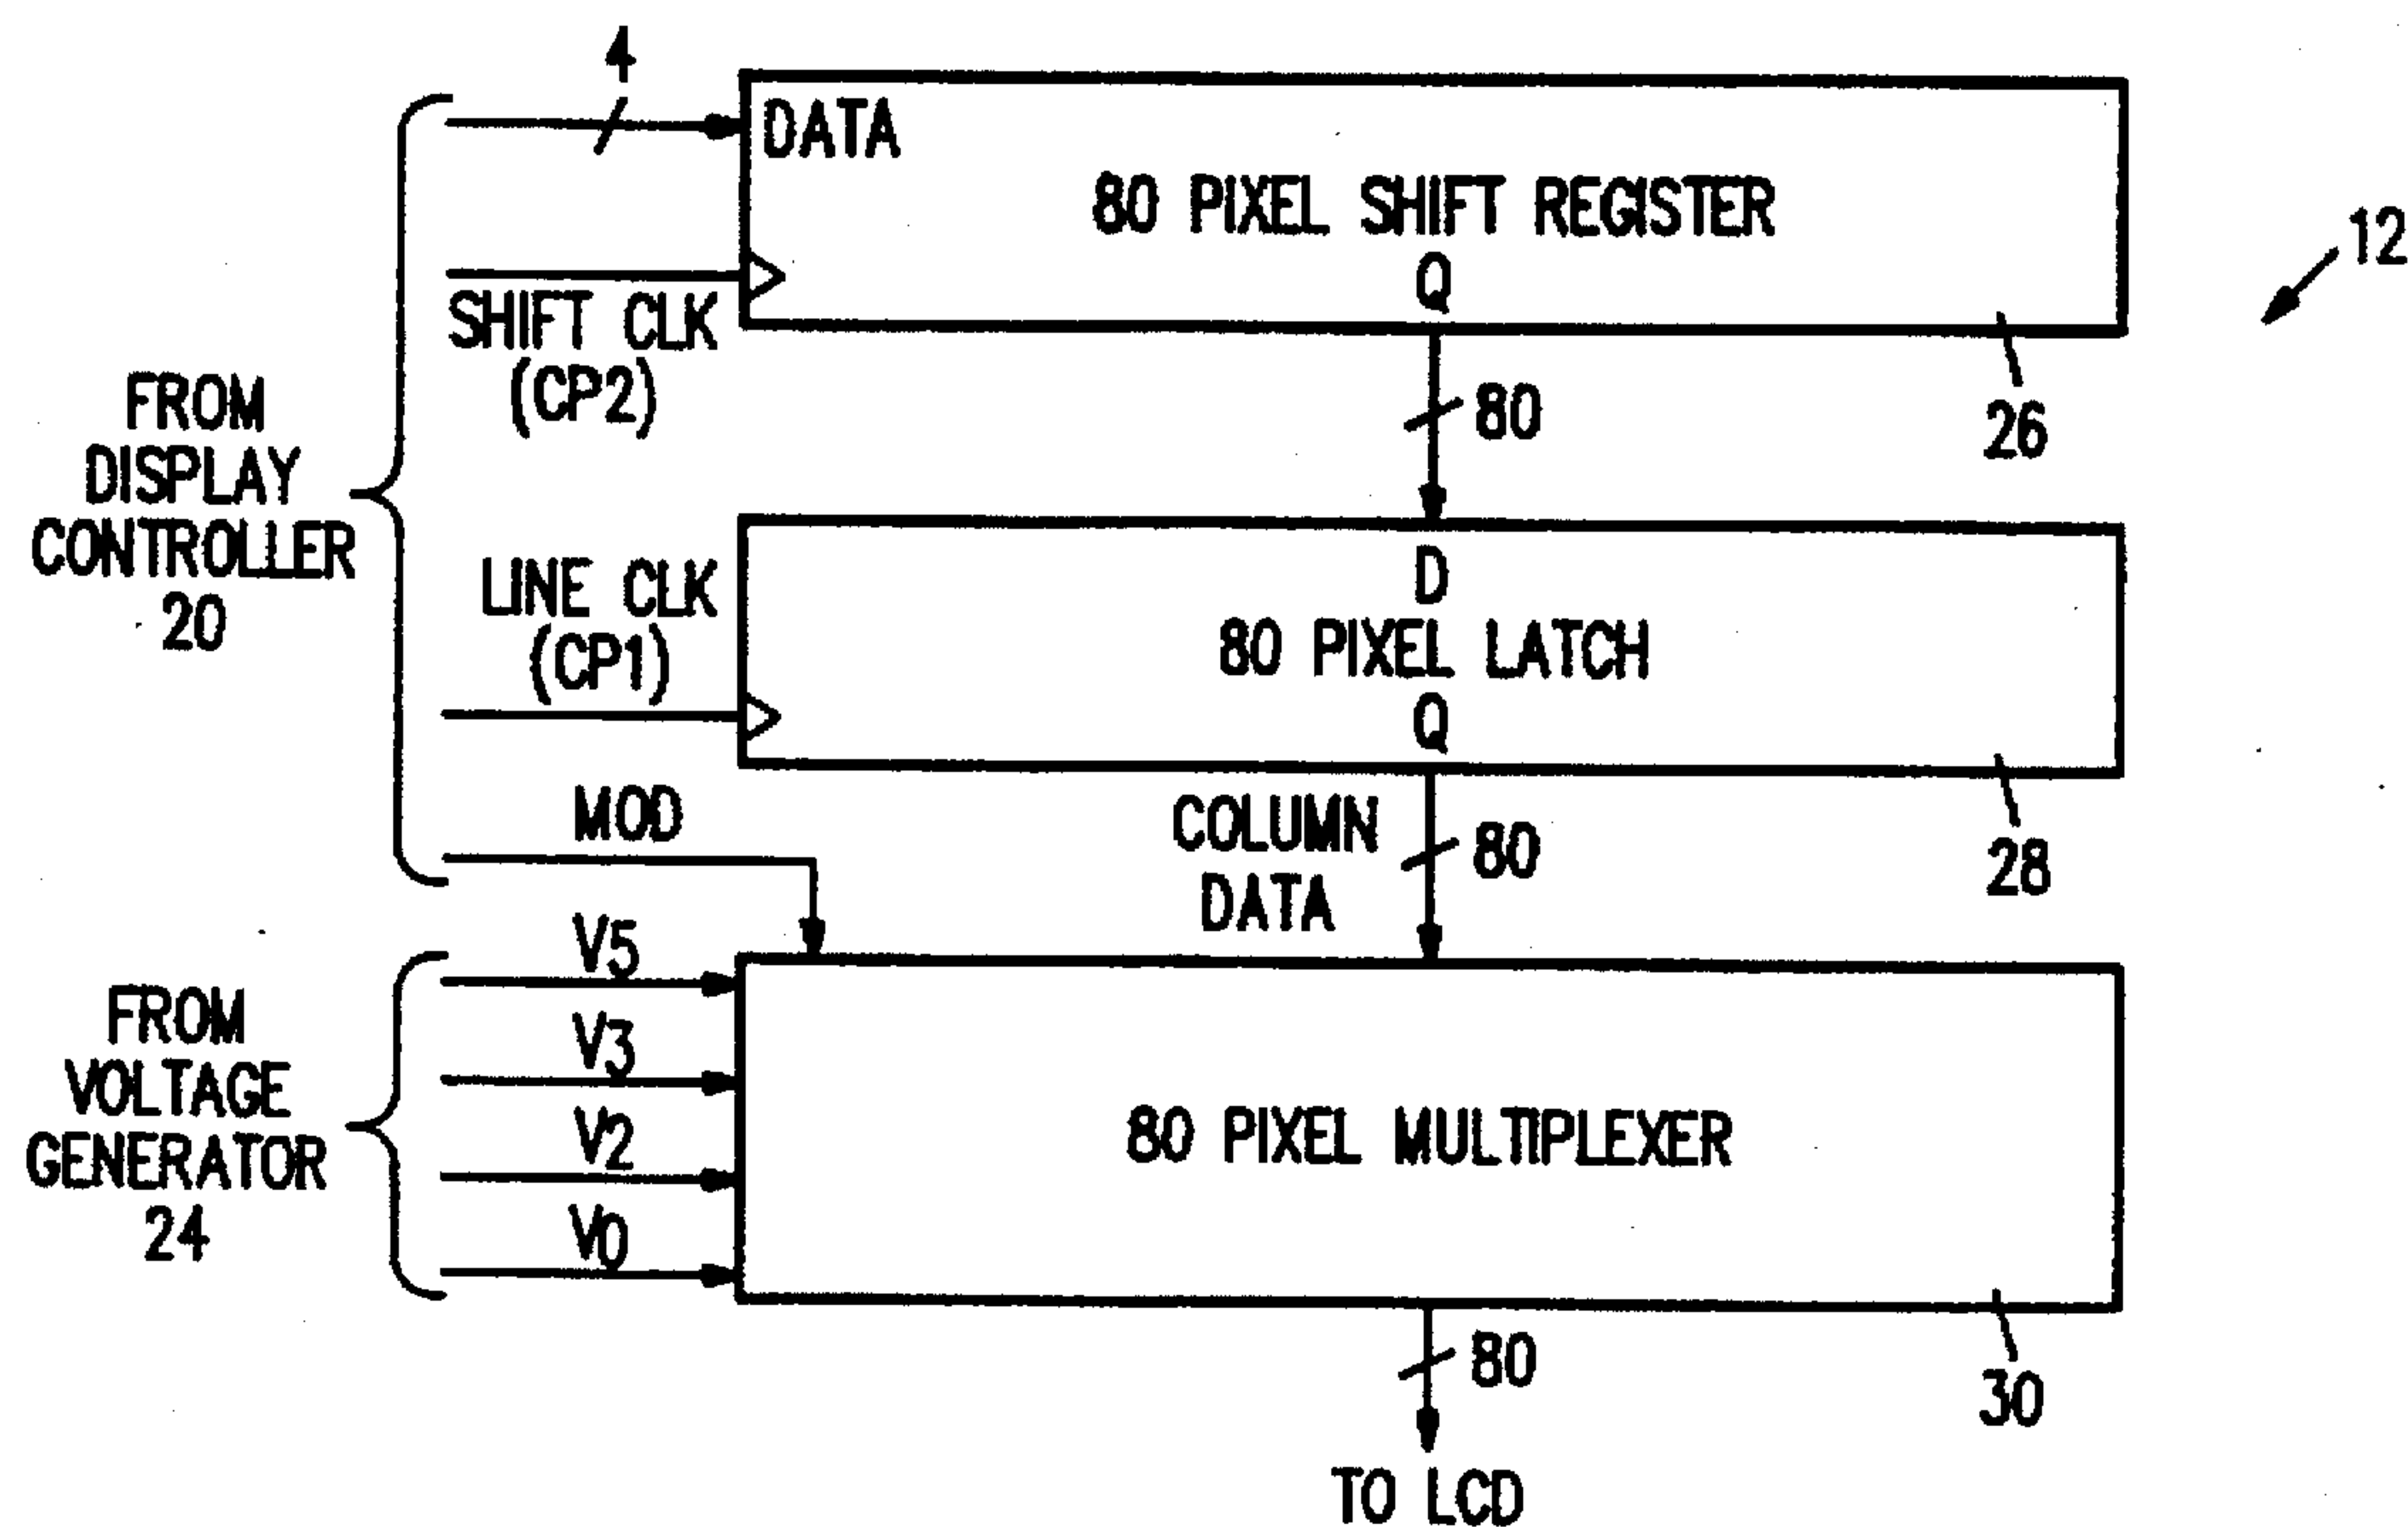 4
DATA
80 PIXEL SHIFT REGISTER
Q
12
SHIFT CLK
(CP2)
80
26
FROM
DISPLAY
CONTROLLER
20
LINE CLK
(CP1)
D
80 PIXEL LATCH
Q
MOD
COLUMN
DATA
80
28
FROM
VOLTAGE
GENERATOR
24
V5
V3
V2
V0
80 PIXEL MULTIPLEXER
80
30
TO LCD